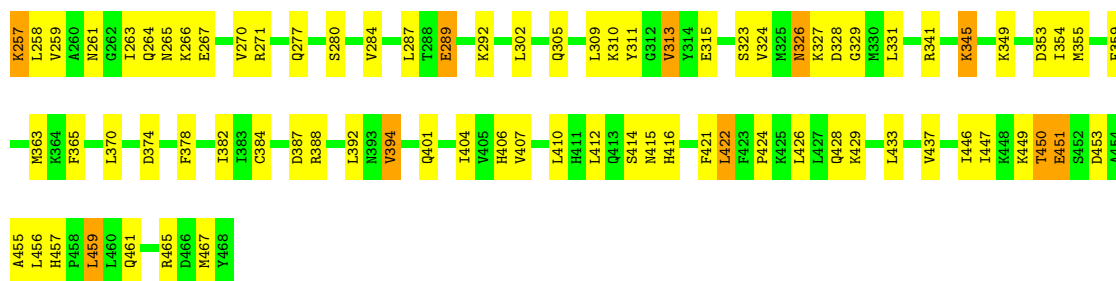 K257 L258 V259 A260 N261 G262 I263 Q264 N265 K266 E267 V270 R271 Q277 S280 V284 L287 T288 E289 K292 L302 Q305 L309 K310 Y311 G312 V313 Y314 E315 S323 V324 M325 N326 K327 D328 G329 M330 L331 R341 K345 K349 D353 I354 M355
M363 K364 F365 L370 D374 F378 I382 I383 C384 D387 R388 L392 N393 V394 Q401 I404 V405 H406 V407 L410 H411 L412 Q413 S414 N415 H416 F421 L422 F423 P424 K425 L426 L427 Q428 K429 L433 V437 I446 I447 K448 K449 T450 E451 S452 D453 A454
A455 L456 H457 P458 L459 L460 Q461 R465 D466 M467 Y468